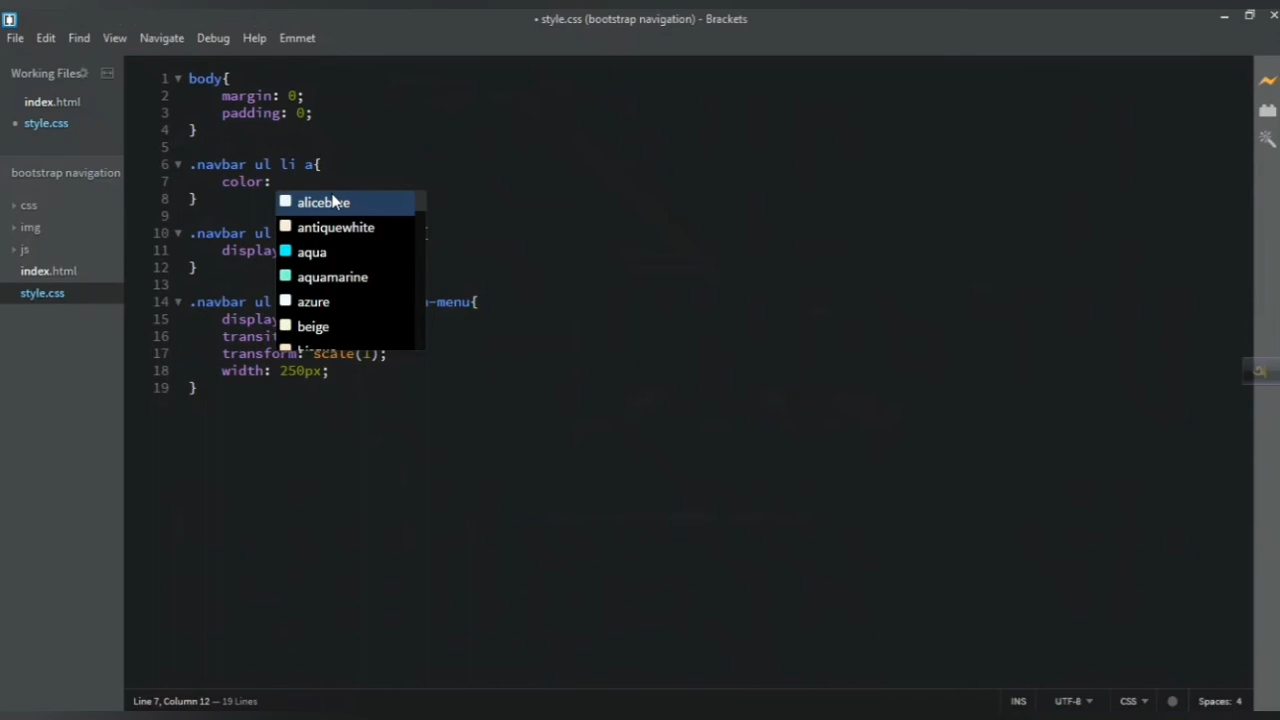 • style.css (bootstrap navigation) - Brackets
File Edit Find View Navigate Debug Help Emmet
Working Files
index.html
• style.css
bootstrap navigation
css
img
js
index.html
style.css
1 body{
2 margin: 0;
3 padding: 0;
4 }
5
6 .navbar ul li a{
7 color:
8 }
9
10 .navbar ul {
11 display
12 }
13
14 .navbar ul -menu{
15 display
16 transit
17 transform: scale(1);
18 width: 250px;
19 }
aliceblue
antiquewhite
aqua
aquamarine
azure
beige
Line 7, Column 12 — 19 Lines
INS UTF-8 CSS Spaces: 4